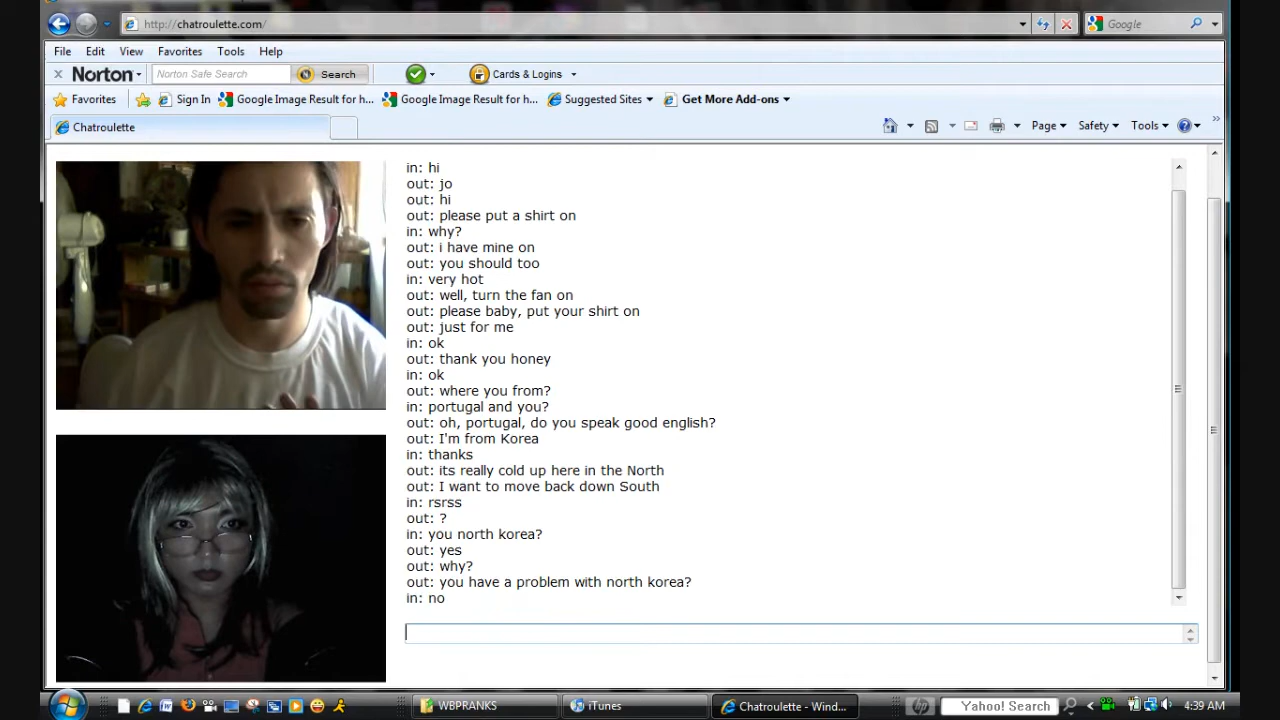 http://chatroulette.com/
Google
File Edit View Favorites Tools Help
Norton Norton Safe Search Search Cards & Logins
Favorites Sign In Google Image Result for h... Google Image Result for h... Suggested Sites Get More Add-ons
Chatroulette Page Safety Tools
in: hi
out: jo
out: hi
out: please put a shirt on
in: why?
out: i have mine on
out: you should too
in: very hot
out: well, turn the fan on
out: please baby, put your shirt on
out: just for me
in: ok
out: thank you honey
in: ok
out: where you from?
in: portugal and you?
out: oh, portugal, do you speak good english?
out: I'm from Korea
in: thanks
out: its really cold up here in the North
out: I want to move back down South
in: rsrss
out: ?
in: you north korea?
out: yes
out: why?
out: you have a problem with north korea?
in: no
WBPRANKS iTunes Chatroulette - Wind... hp Yahoo! Search 4:39 AM